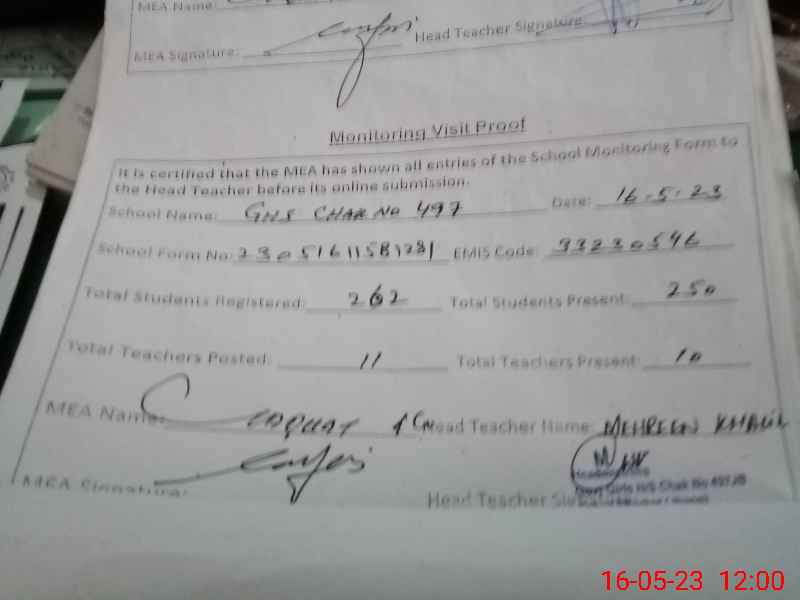 MEA Name:
MEA Signature: Head Teacher Signature:
Monitoring Visit Proof
It is certified that the MEA has shown all entries of the School Monitoring Form to
the Head Teacher before its online submission.
School Name: GHS CHAK No 497 Date: 16-5-23
School Form No: EMIS Code: 33230546
Total Students Registered: 262 Total Students Present: 250
Total Teachers Posted: 11 Total Teachers Present: 10
MEA Name: Head Teacher Name: MEHREEN KHALIL
MEA Signature: Head Teacher
16-05-23 12:00